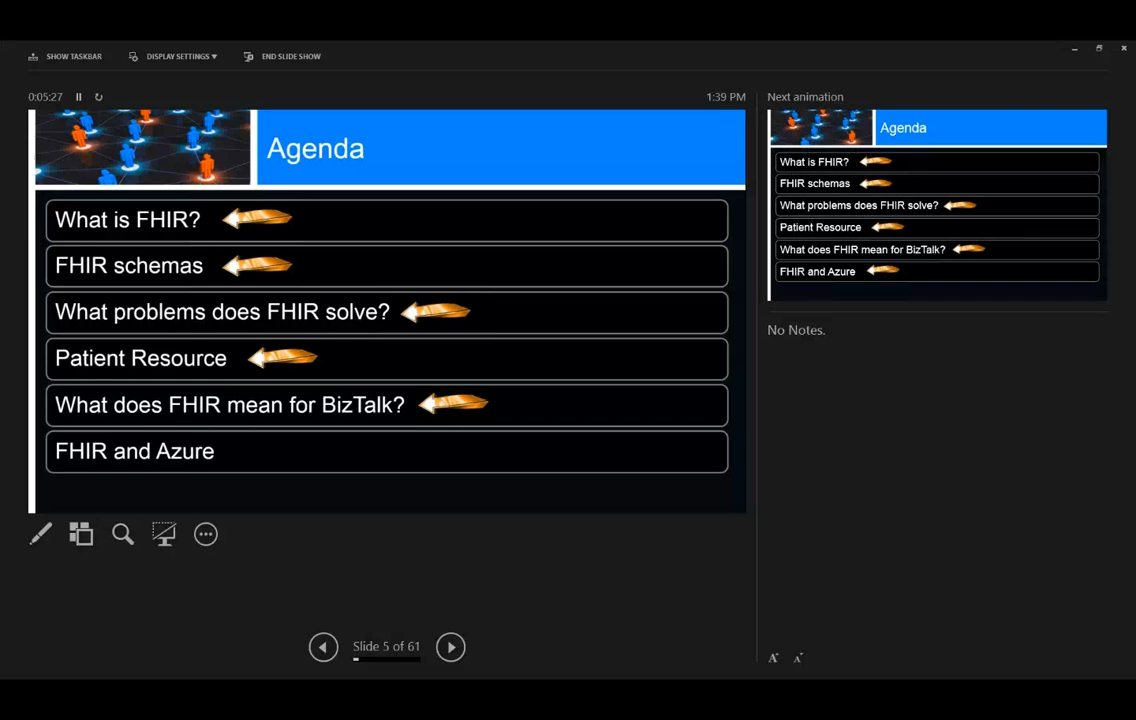 SHOW TASKBAR
DISPLAY SETTINGS
END SLIDE SHOW
0:05:27
1:39 PM
Agenda
What is FHIR?
FHIR schemas
What problems does FHIR solve?
Patient Resource
What does FHIR mean for BizTalk?
FHIR and Azure
Slide 5 of 61
Next animation
Agenda
What is FHIR?
FHIR schemas
What problems does FHIR solve?
Patient Resource
What does FHIR mean for BizTalk?
FHIR and Azure
No Notes.
A A